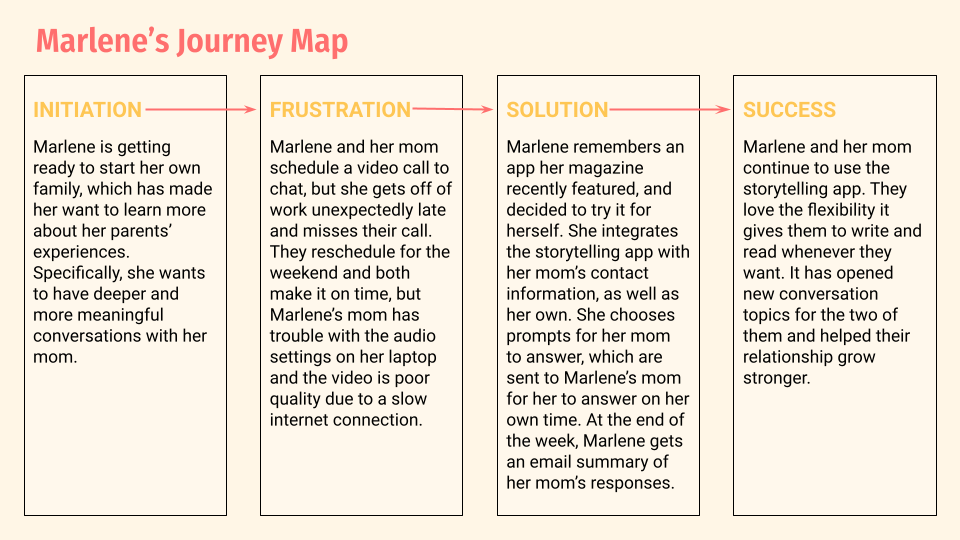 Marlene’s Journey Map
INITIATION
Marlene is getting
ready to start her own
family, which has made
her want to learn more
about her parents’
experiences.
Specifically, she wants
to have deeper and
more meaningful
conversations with her
mom.
FRUSTRATION
Marlene and her mom
schedule a video call to
chat, but she gets off of
work unexpectedly late
and misses their call.
They reschedule for the
weekend and both
make it on time, but
Marlene’s mom has
trouble with the audio
settings on her laptop
and the video is poor
quality due to a slow
internet connection.
SOLUTION
Marlene remembers an
app her magazine
recently featured, and
decided to try it for
herself. She integrates
the storytelling app with
her mom’s contact
information, as well as
her own. She chooses
prompts for her mom
to answer, which are
sent to Marlene’s mom
for her to answer on her
own time. At the end of
the week, Marlene gets
an email summary of
her mom’s responses.
SUCCESS
Marlene and her mom
continue to use the
storytelling app. They
love the flexibility it
gives them to write and
read whenever they
want. It has opened
new conversation
topics for the two of
them and helped their
relationship grow
stronger.